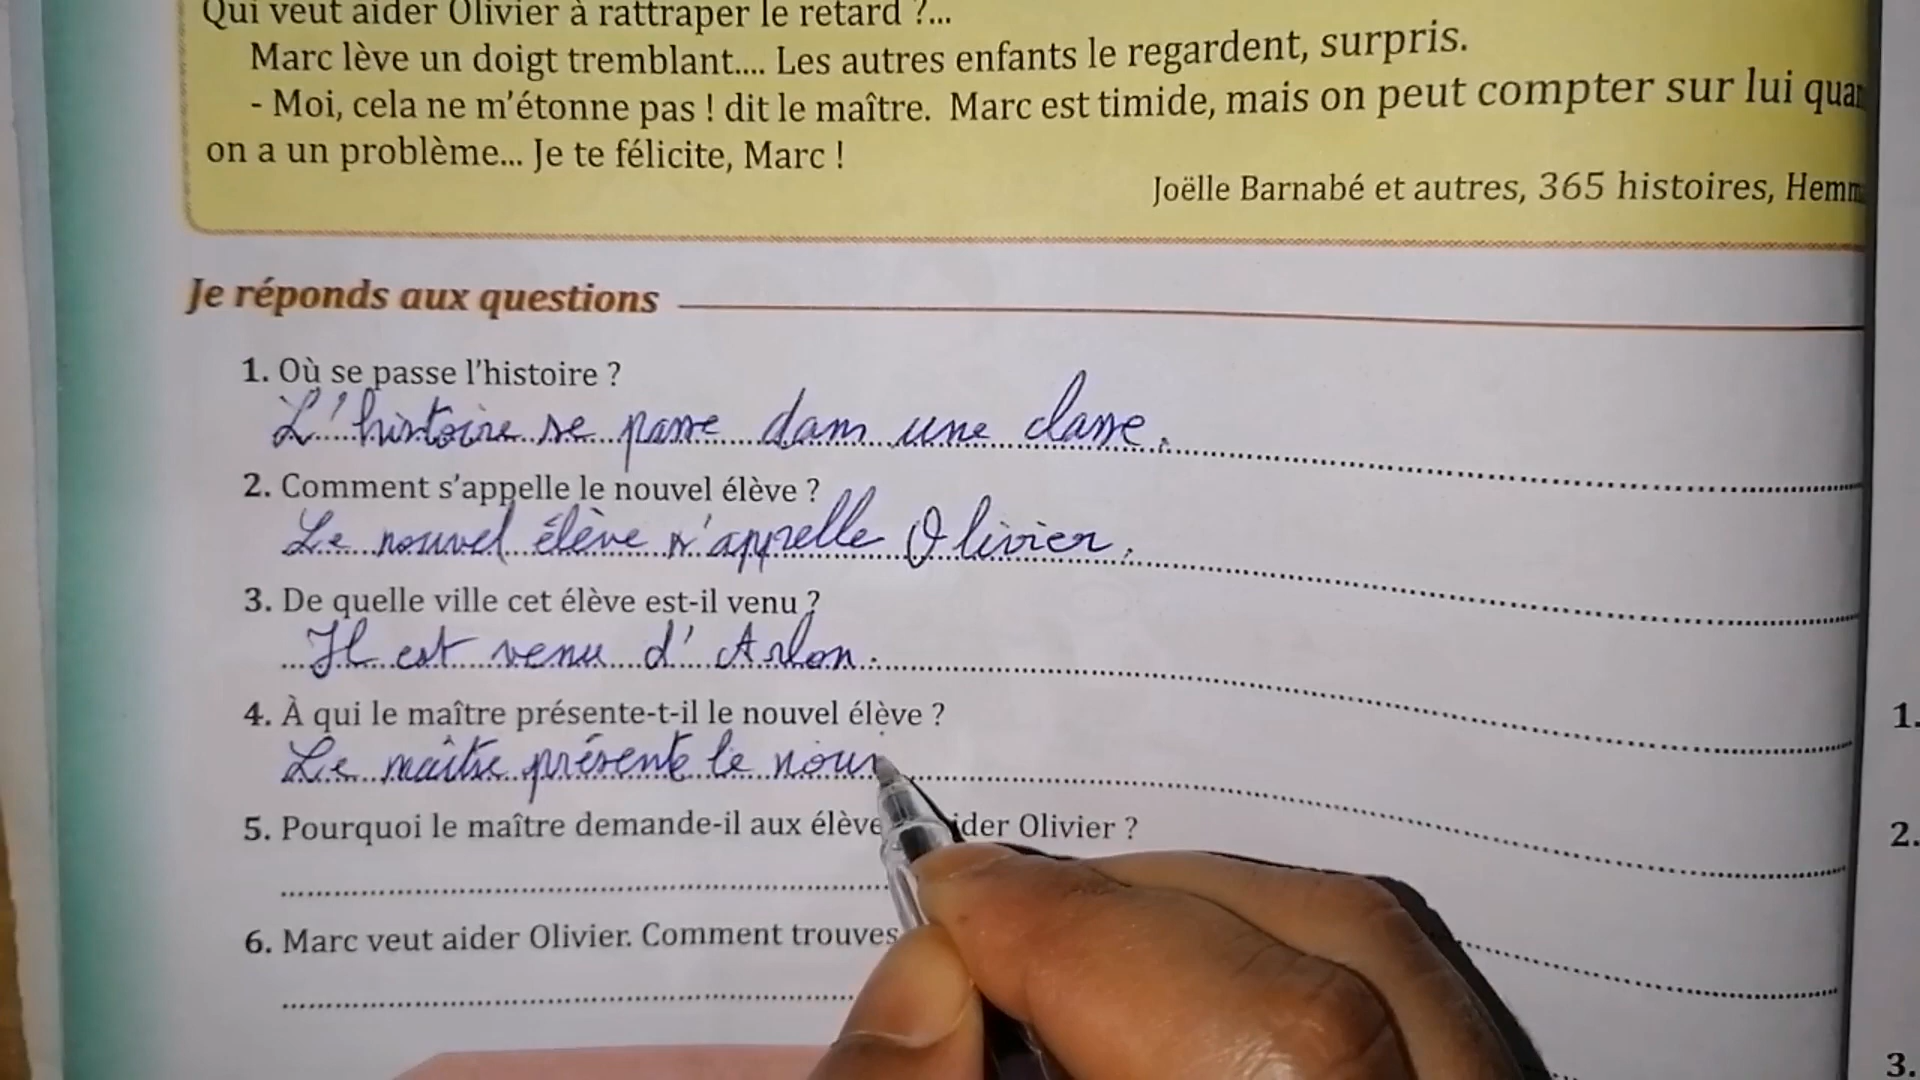 Qui veut aider Olivier à rattraper le retard ?...
Marc lève un doigt tremblant.... Les autres enfants le regardent, surpris.
- Moi, cela ne m'étonne pas ! dit le maître. Marc est timide, mais on peut compter sur lui
on a un problème... Je te félicite, Marc !
Joëlle Barnabé et autres, 365 histoires,
Je réponds aux questions
1. Où se passe l'histoire ?
L'histoire se passe dans une classe.
2. Comment s'appelle le nouvel élève ?
Le nouvel élève s'appelle Olivier.
3. De quelle ville cet élève est-il venu ?
Il est venu d'Arlon.
4. À qui le maître présente-t-il le nouvel élève ?
Le maître présente le nouv
5. Pourquoi le maître demande-il aux élève ider Olivier ?
6. Marc veut aider Olivier. Comment trouves
1.
2.
3.